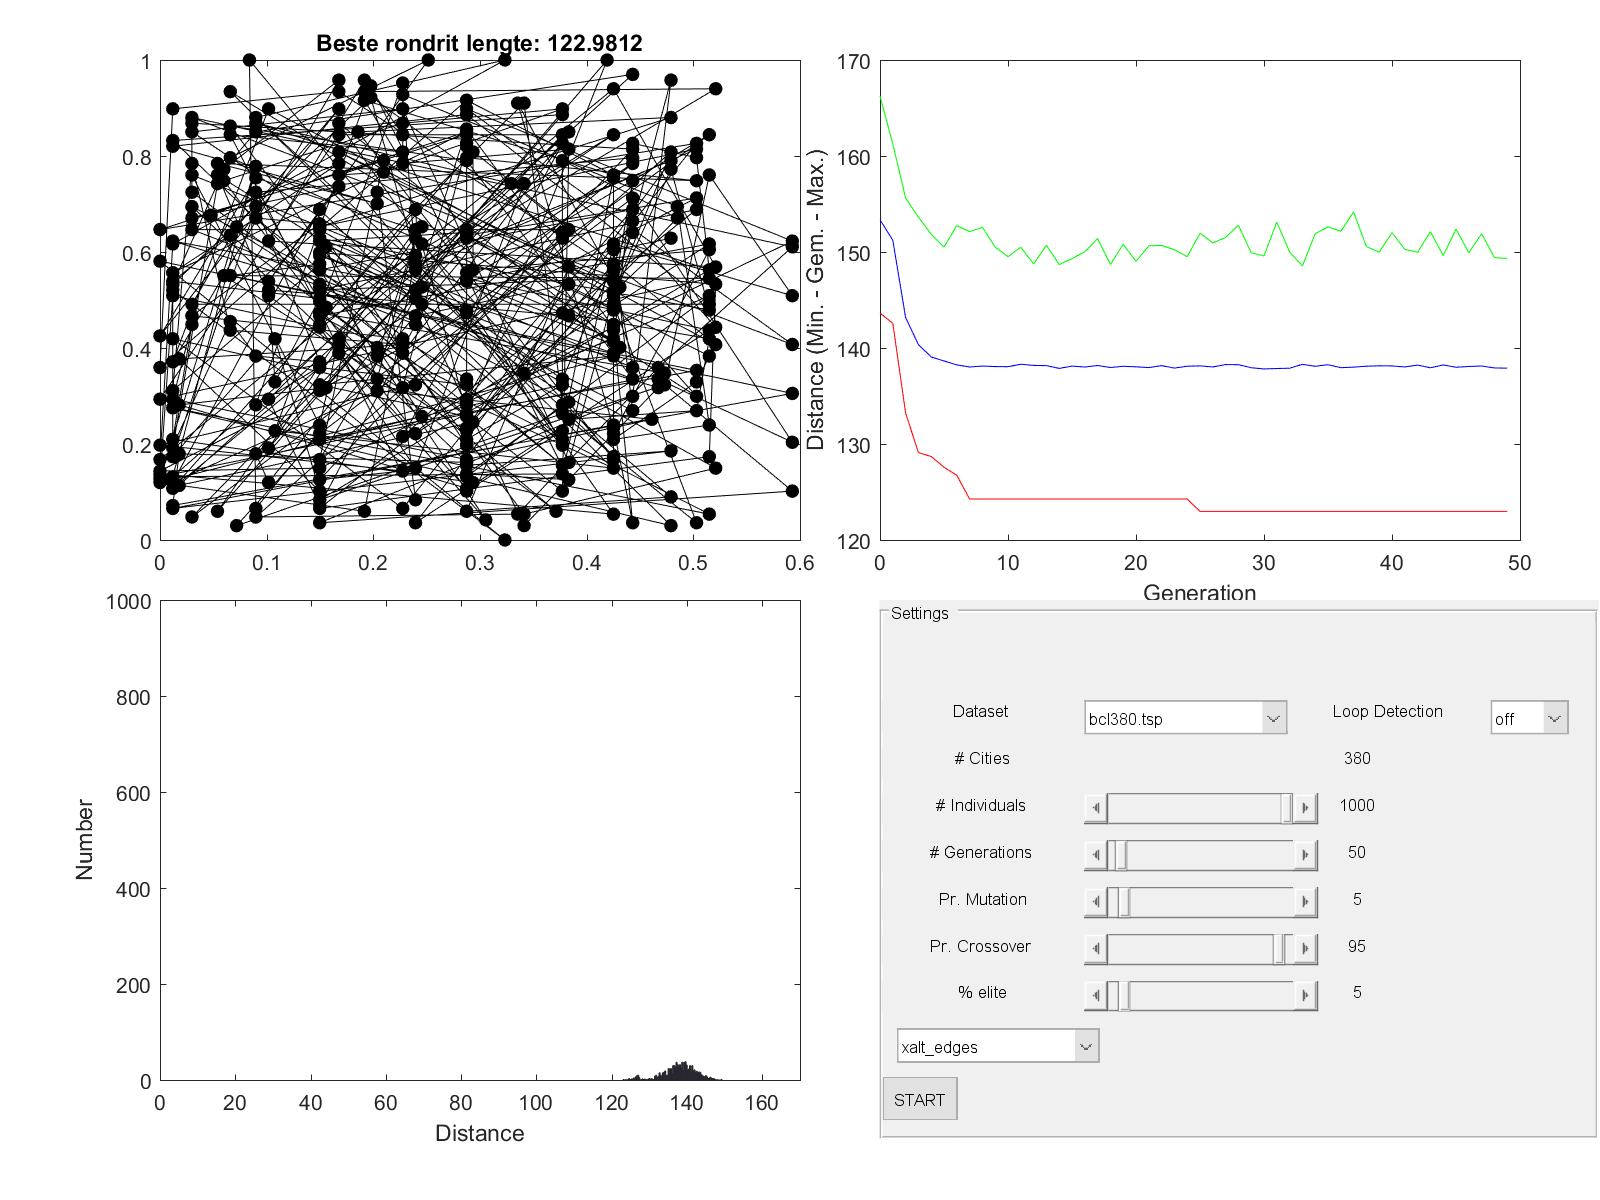 Beste rondrit lengte: 122.9812
1
0.8
0.6
0.4
0.2
0
0 0.1 0.2 0.3 0.4 0.5 0.6
Distance (Min. - Gem. - Max.)
170
160
150
140
130
120
0 10 20 30 40 50
Generation
Number
1000
800
600
400
200
0
0 20 40 60 80 100 120 140 160
Distance
Settings
Dataset bcl380.tsp Loop Detection off
# Cities 380
# Individuals 1000
# Generations 50
Pr. Mutation 5
Pr. Crossover 95
% elite 5
xalt_edges
START